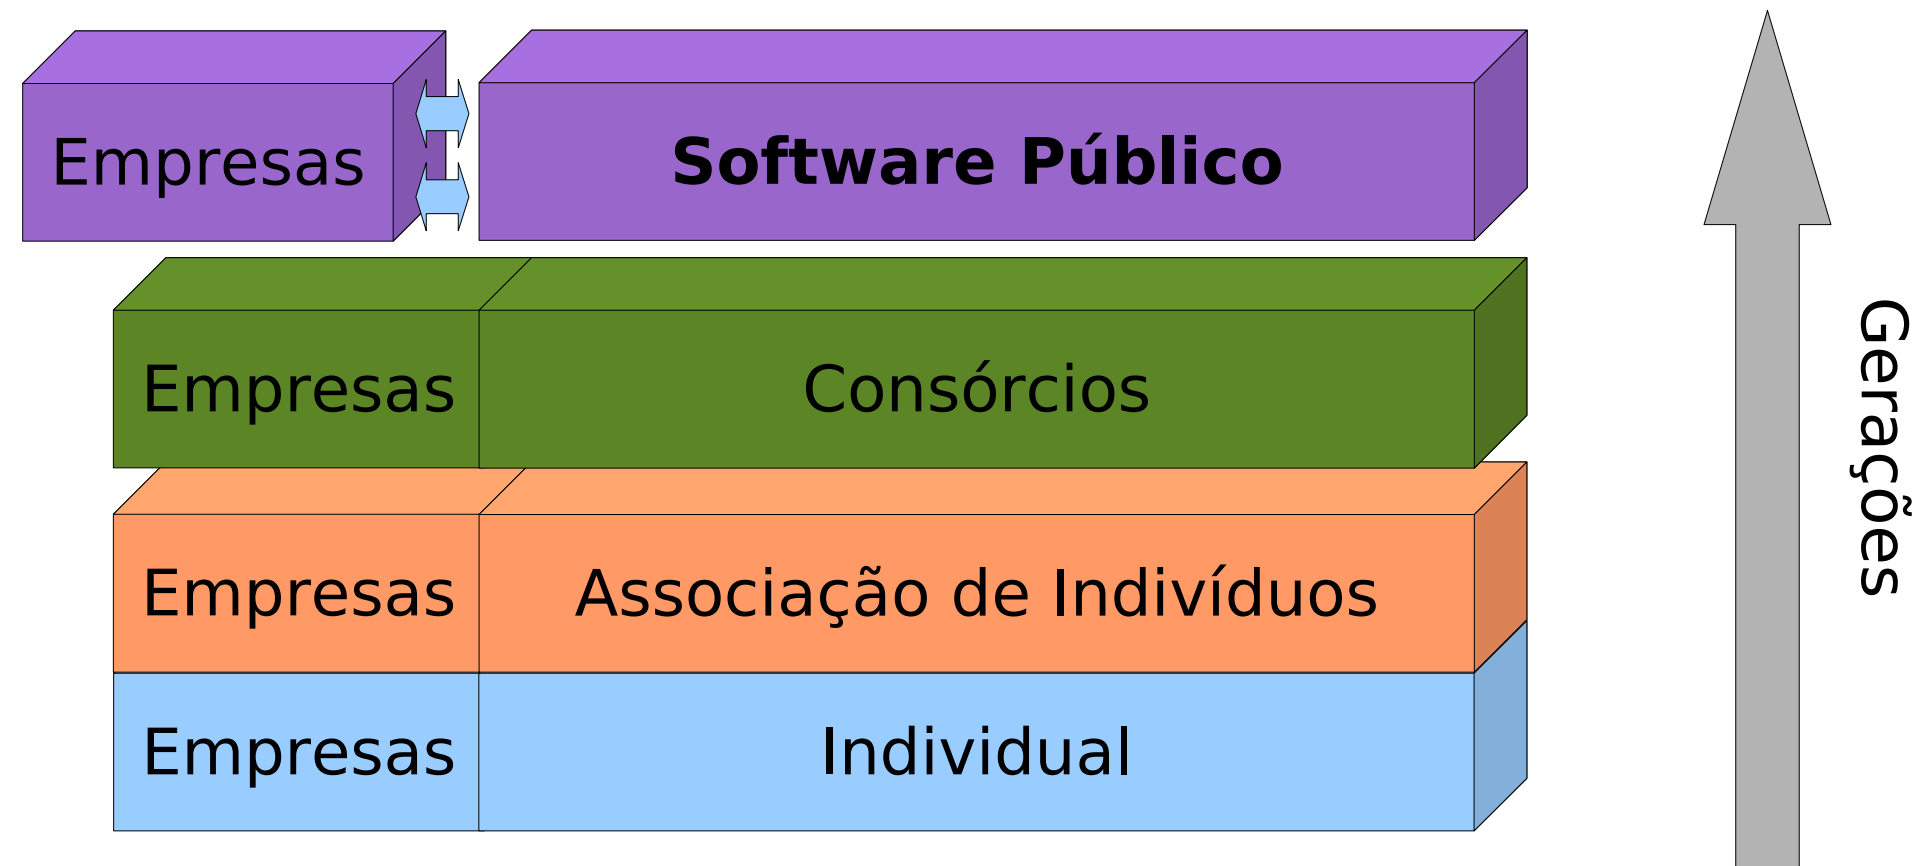 Empresas
Software Público
Empresas
Consórcios
Empresas
Associação de Indivíduos
Empresas
Individual
Gerações